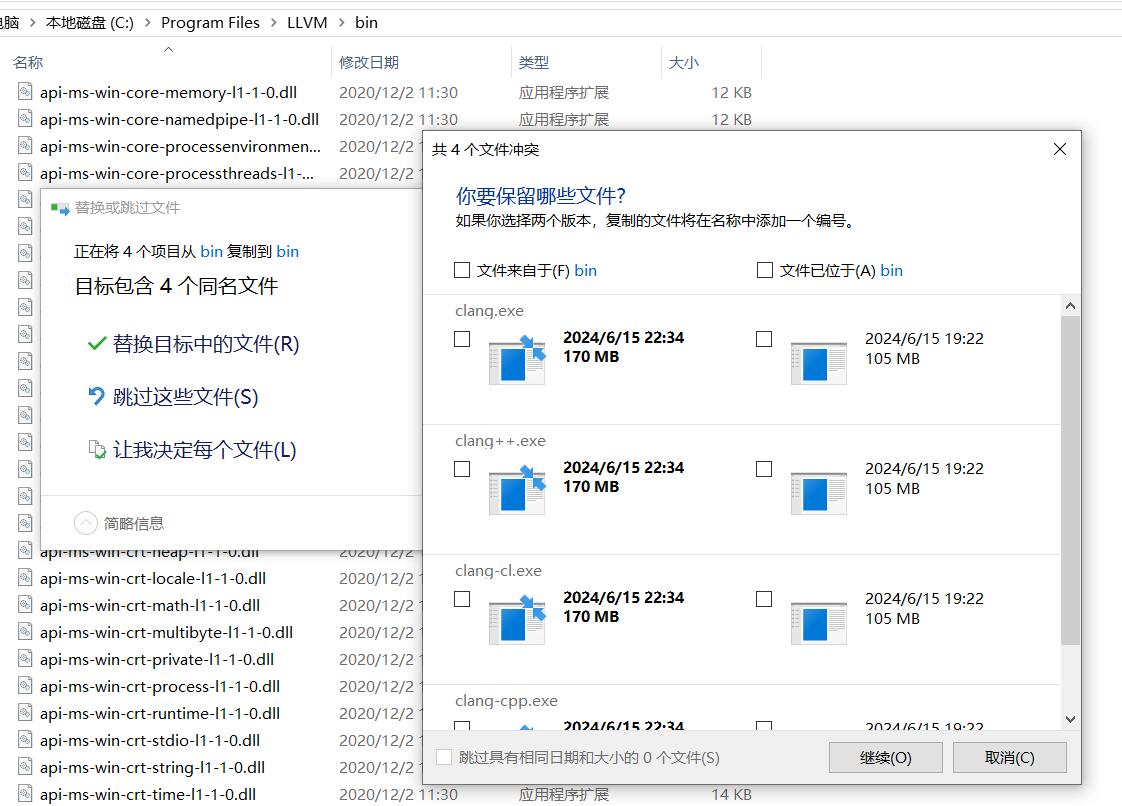 电脑 > 本地磁盘 (C:) > Program Files > LLVM > bin
名称 修改日期 类型 大小
api-ms-win-core-memory-l1-1-0.dll 2020/12/2 11:30 应用程序扩展 12 KB
api-ms-win-core-namedpipe-l1-1-0.dll 2020/12/2 11:30 应用程序扩展 12 KB
api-ms-win-core-processenvironmen... 2020/12/2 1
api-ms-win-core-processthreads-l1-... 2020/12/2 1
替换或跳过文件
正在将 4 个项目从 bin 复制到 bin
目标包含 4 个同名文件
替换目标中的文件(R)
跳过这些文件(S)
让我决定每个文件(L)
简略信息
共 4 个文件冲突
你要保留哪些文件?
如果你选择两个版本，复制的文件将在名称中添加一个编号。
文件来自于(F) bin 文件已位于(A) bin
clang.exe
2024/6/15 22:34 2024/6/15 19:22
170 MB 105 MB
clang++.exe
2024/6/15 22:34 2024/6/15 19:22
170 MB 105 MB
clang-cl.exe
2024/6/15 22:34 2024/6/15 19:22
170 MB 105 MB
clang-cpp.exe
2024/6/15 22:34 2024/6/15 19:22
跳过具有相同日期和大小的 0 个文件(S) 继续(O) 取消(C)
api-ms-win-crt-heap-l1-1-0.dll 2020/12/2 1
api-ms-win-crt-locale-l1-1-0.dll 2020/12/2 1
api-ms-win-crt-math-l1-1-0.dll 2020/12/2 1
api-ms-win-crt-multibyte-l1-1-0.dll 2020/12/2 1
api-ms-win-crt-private-l1-1-0.dll 2020/12/2 1
api-ms-win-crt-process-l1-1-0.dll 2020/12/2 1
api-ms-win-crt-runtime-l1-1-0.dll 2020/12/2 1
api-ms-win-crt-stdio-l1-1-0.dll 2020/12/2 1
api-ms-win-crt-string-l1-1-0.dll 2020/12/2 1
api-ms-win-crt-time-l1-1-0.dll 2020/12/2 11:30 应用程序扩展 14 KB